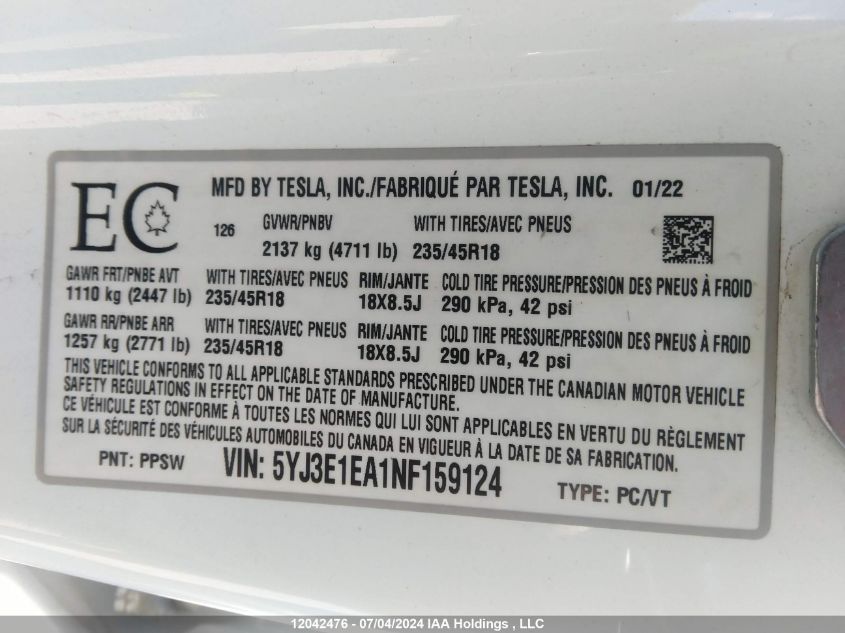 EC
MFD BY TESLA, INC./FABRIQUÉ PAR TESLA, INC. 01/22
126
GVWR/PNBV WITH TIRES/AVEC PNEUS
2137 kg (4711 lb) 235/45R18
GAWR FRT/PNBE AVT WITH TIRES/AVEC PNEUS RIM/JANTE COLD TIRE PRESSURE/PRESSION DES PNEUS À FROID
1110 kg (2447 lb) 235/45R18 18X8.5J 290 kPa, 42 psi
GAWR RR/PNBE ARR WITH TIRES/AVEC PNEUS RIM/JANTE COLD TIRE PRESSURE/PRESSION DES PNEUS À FROID
1257 kg (2771 lb) 235/45R18 18X8.5J 290 kPa, 42 psi
THIS VEHICLE CONFORMS TO ALL APPLICABLE STANDARDS PRESCRIBED UNDER THE CANADIAN MOTOR VEHICLE
SAFETY REGULATIONS IN EFFECT ON THE DATE OF MANUFACTURE.
CE VÉHICULE EST CONFORME À TOUTES LES NORMES QUI LUI SONT APPLICABLES EN VERTU DU RÈGLEMENT
SUR LA SÉCURITÉ DES VÉHICULES AUTOMOBILES DU CANADA EN VIGUEUR À LA DATE DE SA FABRICATION.
PNT: PPSW VIN: 5YJ3E1EA1NF159124 TYPE: PC/VT
12042476 - 07/04/2024 IAA Holdings , LLC